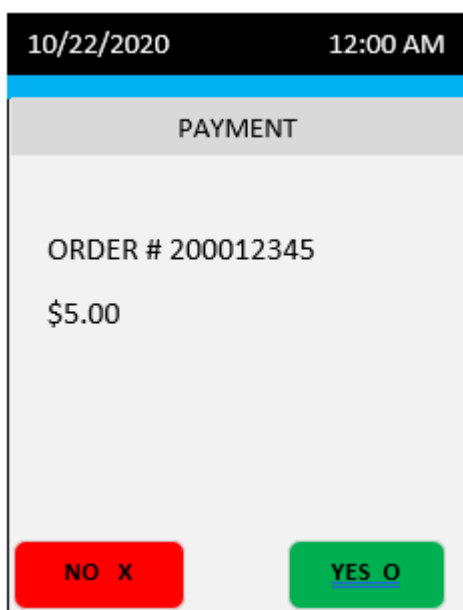 10/22/2020 12:00 AM
PAYMENT
ORDER # 200012345
$5.00
NO X YES O